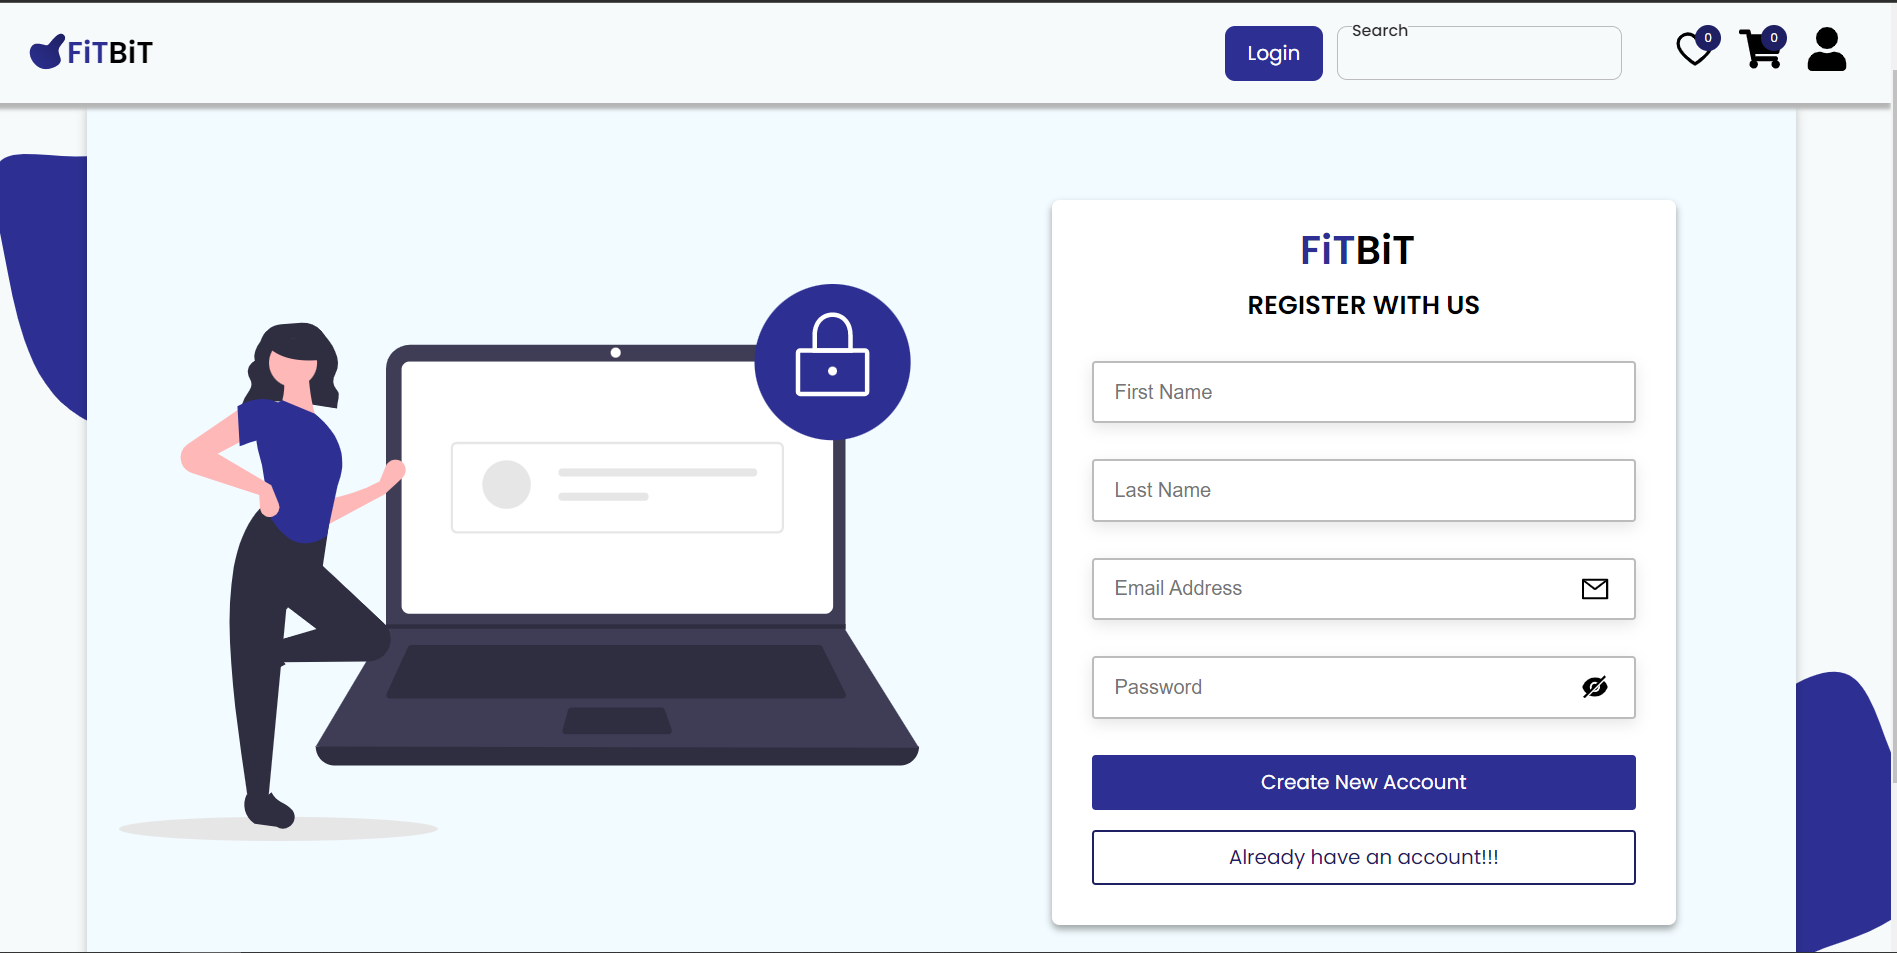 FiTBiT
Login
Search
0
0
FiTBiT
REGISTER WITH US
First Name
Last Name
Email Address
Password
Create New Account
Already have an account!!!